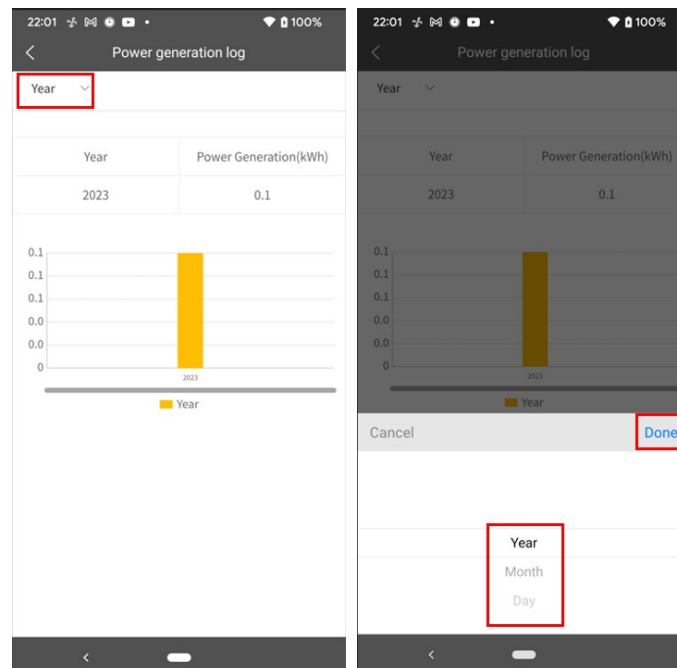 22:01 100%
Power generation log
Year
Year Power Generation(kWh)
2023 0.1
0.1
0.1
0.1
0.0
0.0
0
2023
Year
22:01 100%
Power generation log
Year
Year Power Generation(kWh)
2023 0.1
0.1
0.1
0.1
0.0
0.0
0
2023
Year
Cancel Done
Year
Month
Day